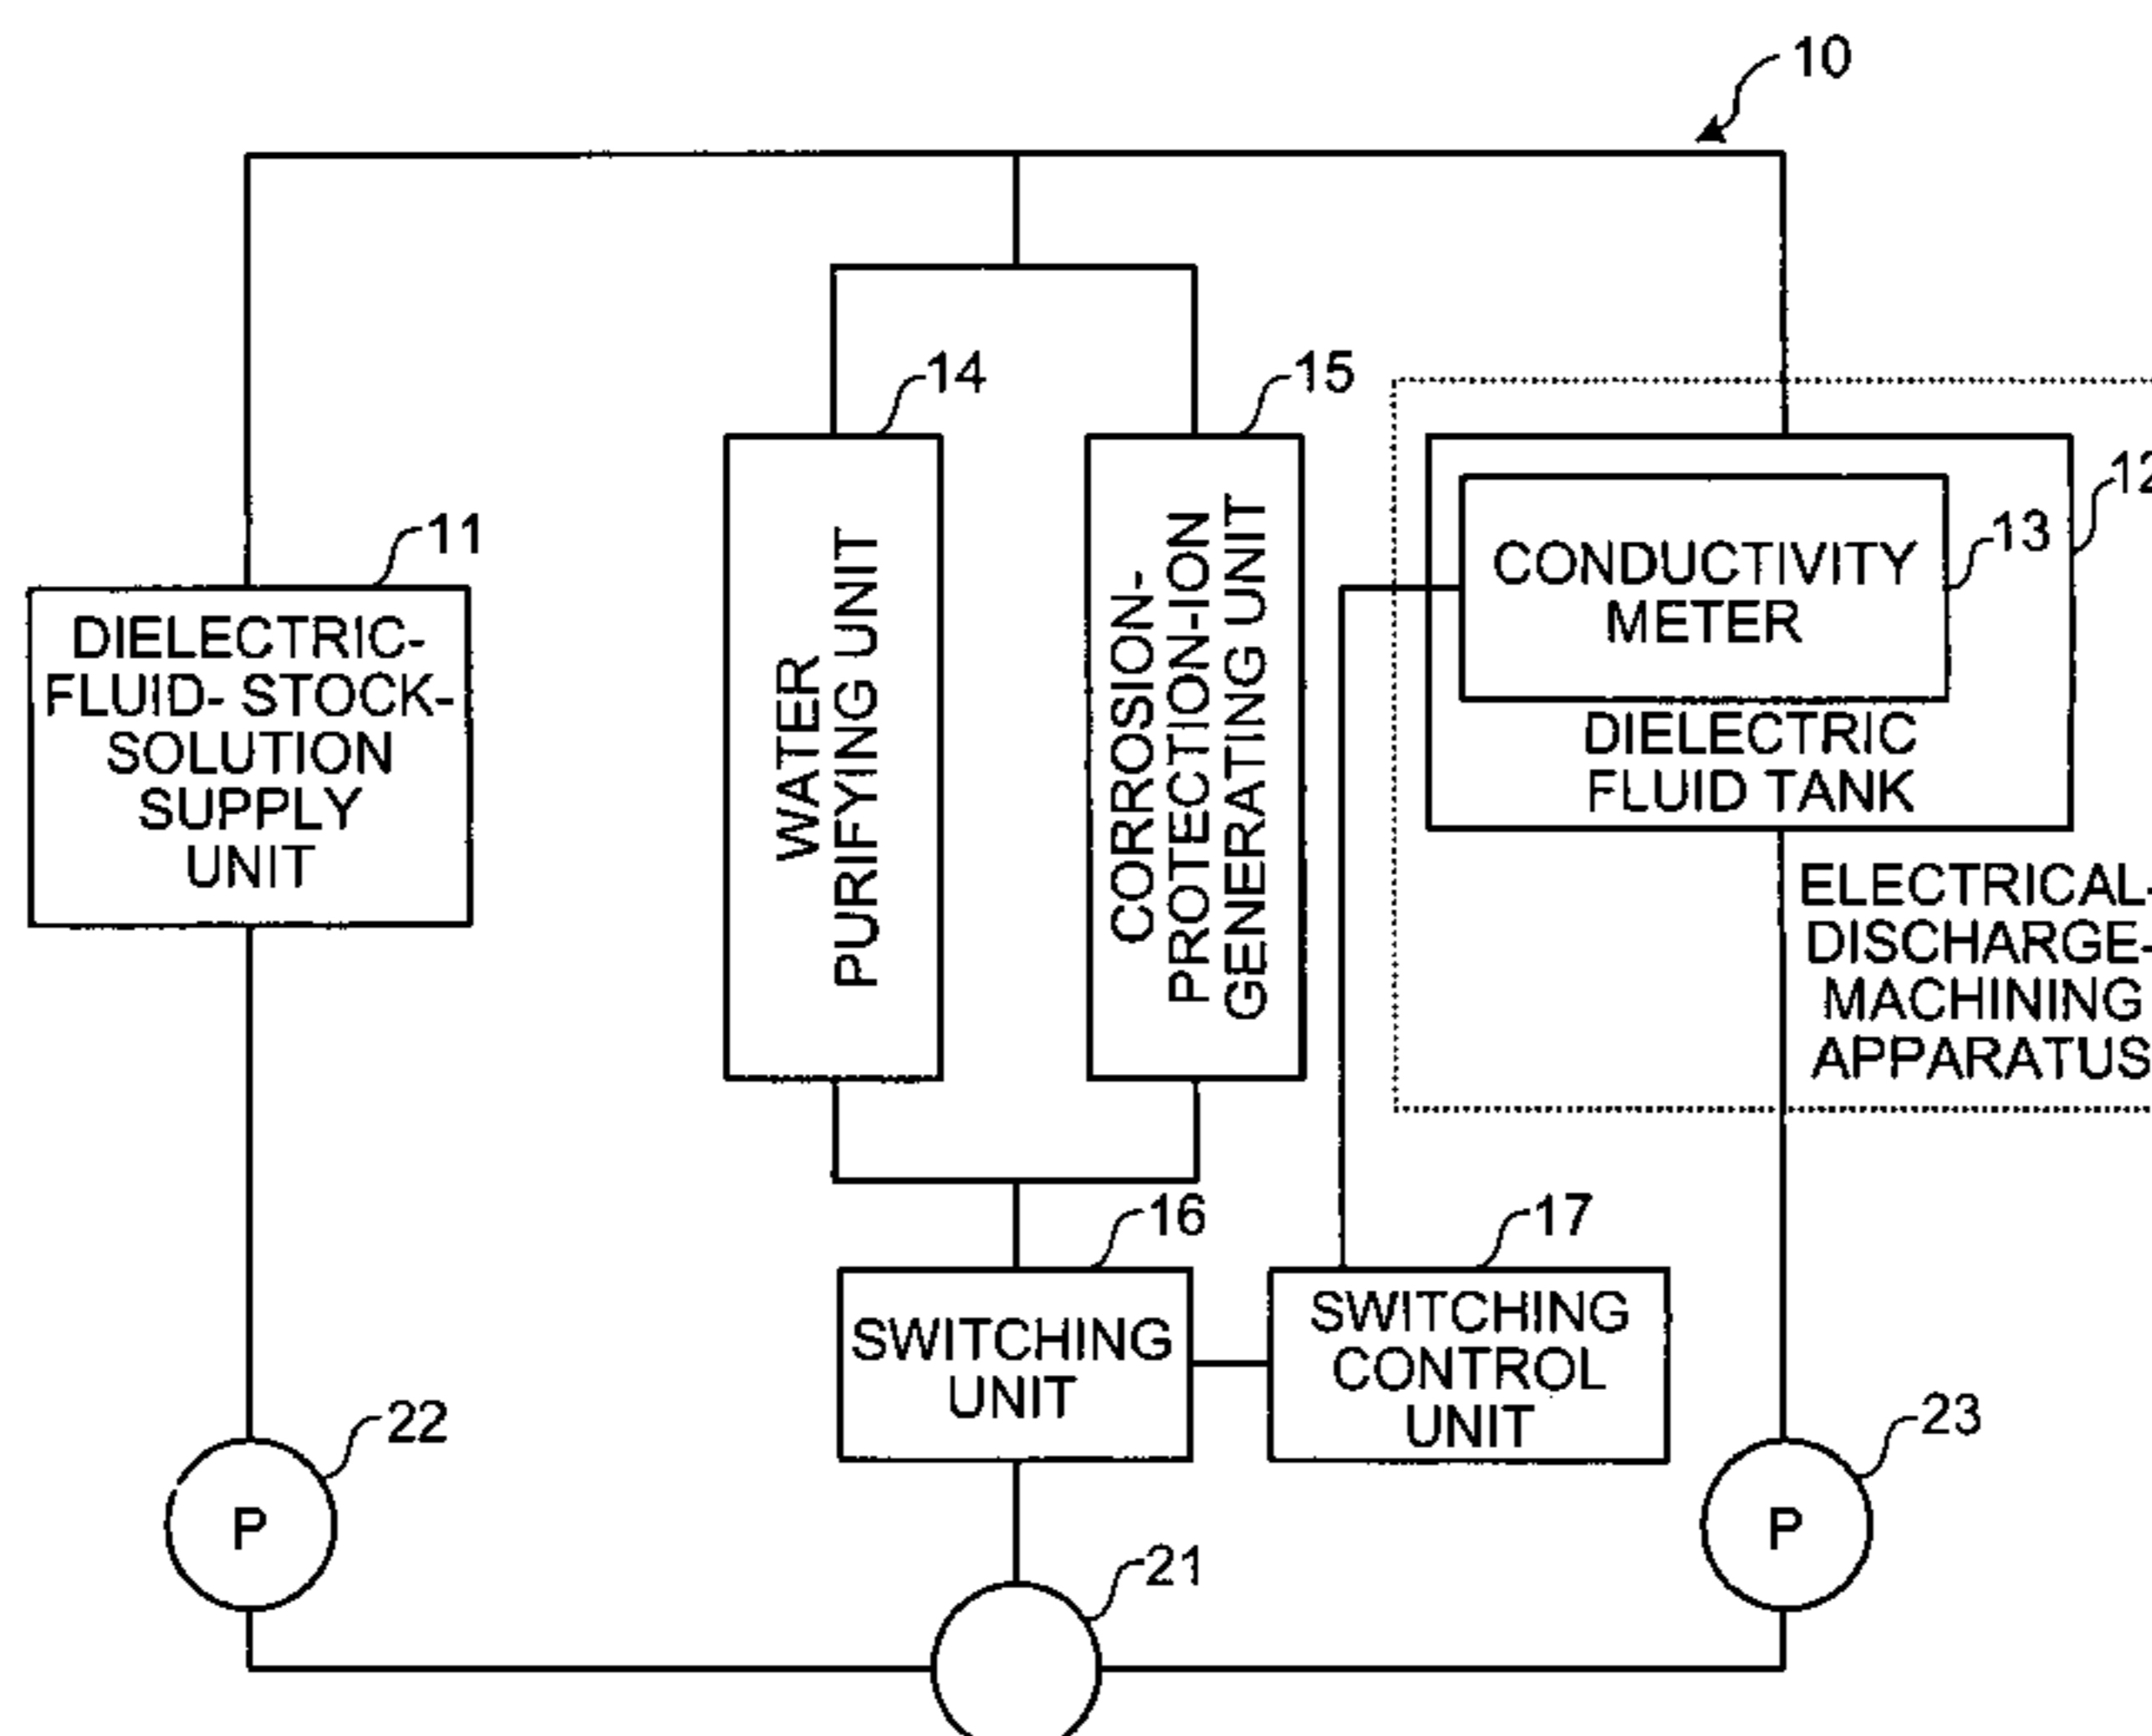 10
14
15
12
11
13
DIELECTRIC-
FLUID- STOCK-
SOLUTION
SUPPLY
UNIT
WATER
PURIFYING UNIT
CORROSION-
PROTECTION-ION
GENERATING UNIT
CONDUCTIVITY
METER
DIELECTRIC
FLUID TANK
ELECTRICAL-
DISCHARGE-
MACHINING
APPARATUS
16
17
SWITCHING
UNIT
SWITCHING
CONTROL
UNIT
22
23
P
P
21